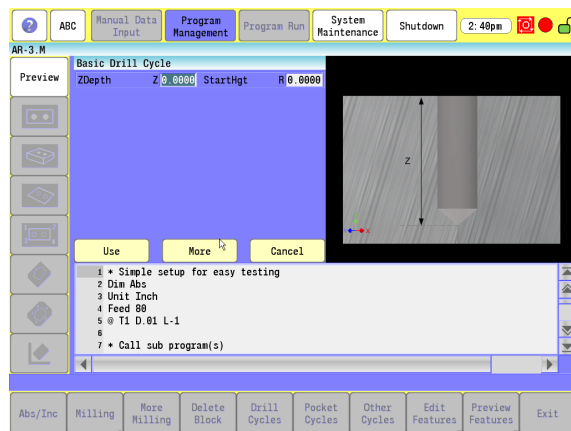 ?
ABC
Manual Data
Input
Program
Management
Program Run
System
Maintenance
Shutdown
2:40pm
AR-3.M
Preview
Basic Drill Cycle
ZDepth Z 0.0000 StartHgt R 0.0000
Z
X
Use More Cancel
1 * Simple setup for easy testing
2 Dim Abs
3 Unit Inch
4 Feed 80
5 @ T1 D.01 L-1
6
7 * Call sub program(s)
Abs/Inc
Milling
More
Milling
Delete
Block
Drill
Cycles
Pocket
Cycles
Other
Cycles
Edit
Features
Preview
Features
Exit